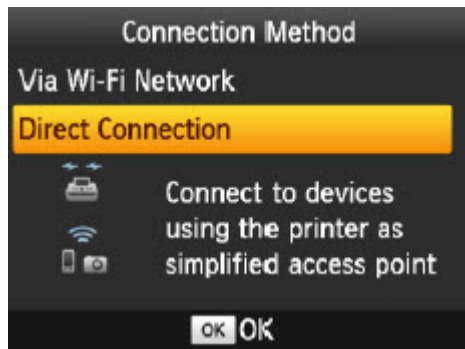 Connection Method
Via Wi-Fi Network
Direct Connection
Connect to devices
using the printer as
simplified access point
OK OK